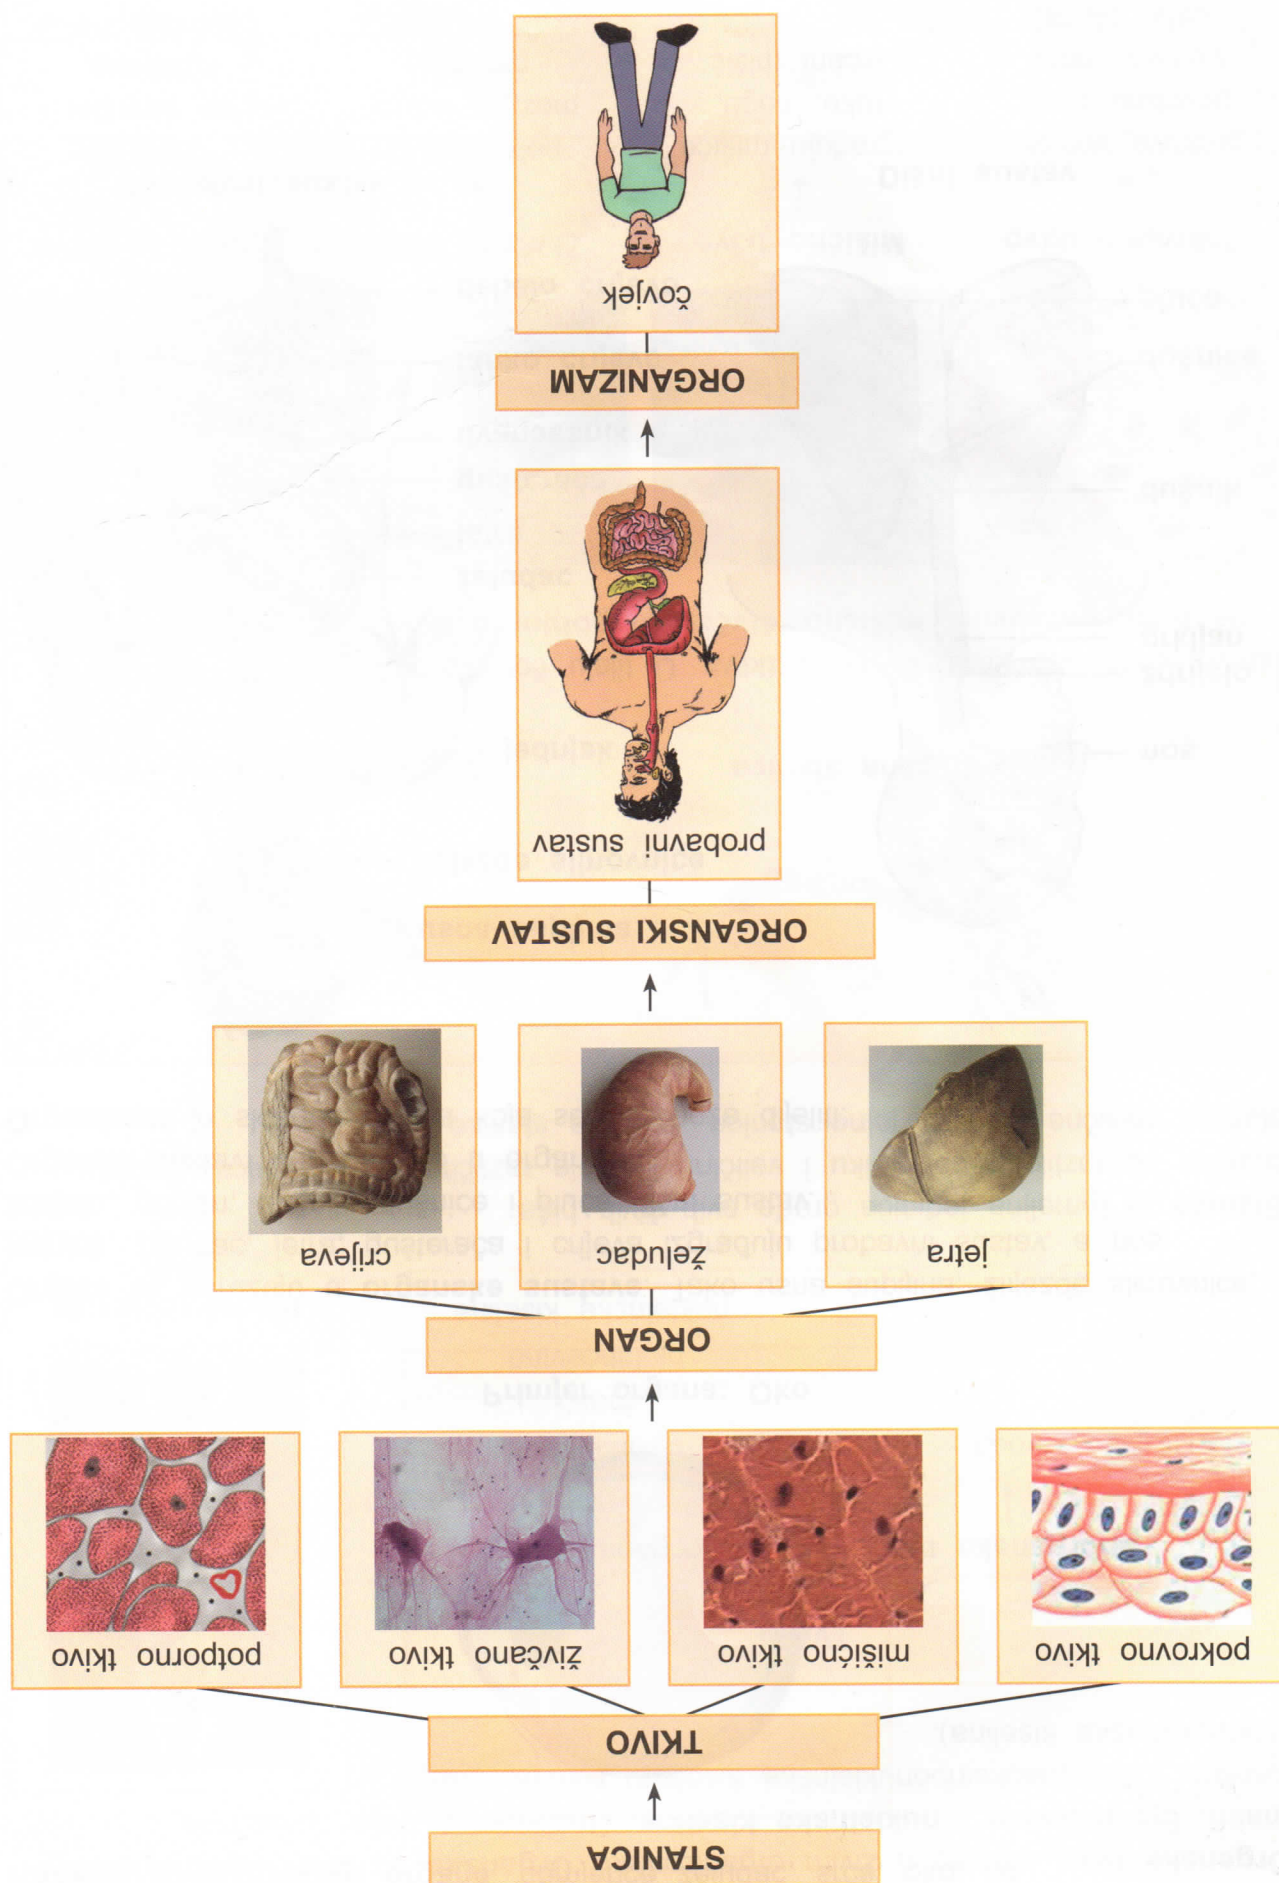 STANICA
TKIVO
pokrovno tkivo
mišićno tkivo
živčano tkivo
potporno tkivo
ORGAN
jetra
želudac
crijeva
ORGANSKI SUSTAV
probavni sustav
ORGANIZAM
čovjek